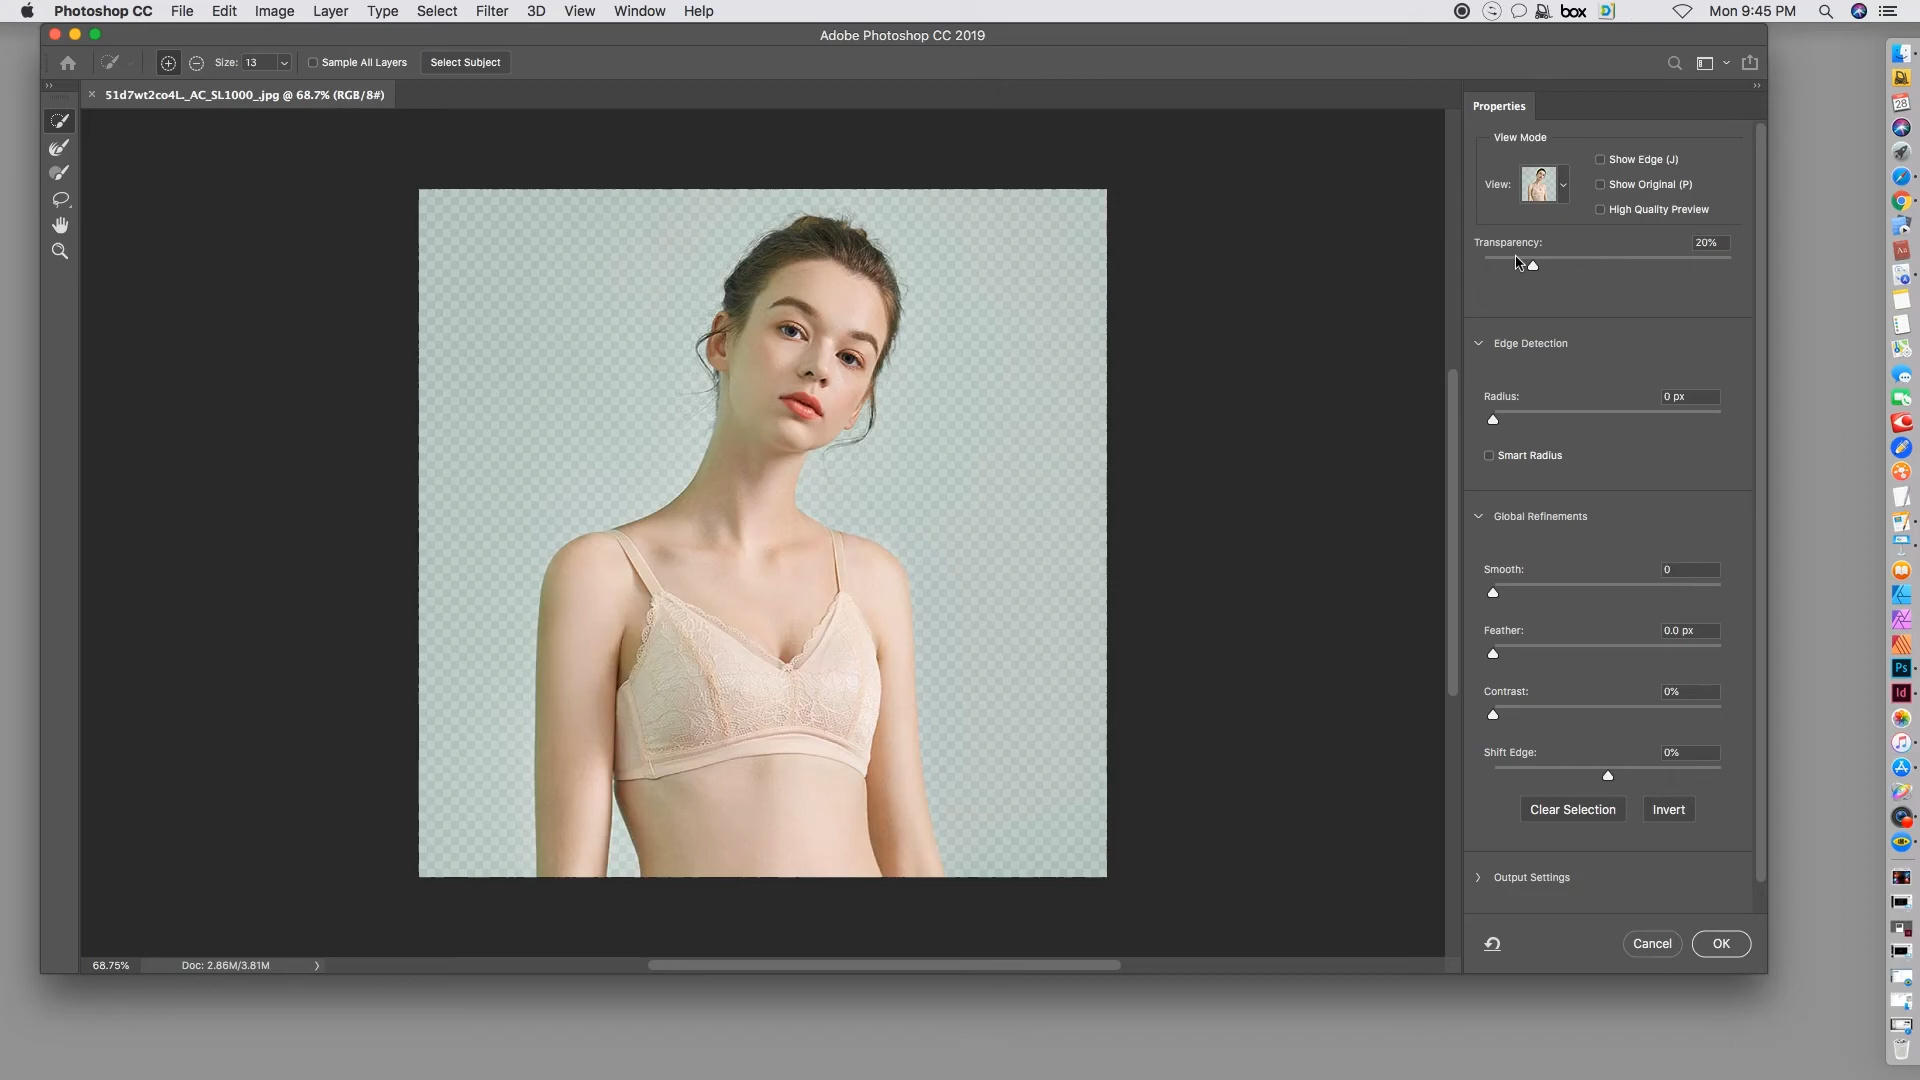 Photoshop CC File Edit Image Layer Type Select Filter 3D View Window Help box Mon 9:45 PM
Adobe Photoshop CC 2019
Size: 13 Sample All Layers Select Subject
51d7wt2co4L._AC_SL1000_.jpg @ 68.7% (RGB/8#)
Properties
View Mode
View:
Show Edge (J)
Show Original (P)
High Quality Preview
Transparency: 20%
Edge Detection
Radius: 0 px
Smart Radius
Global Refinements
Smooth: 0
Feather: 0.0 px
Contrast: 0%
Shift Edge: 0%
Clear Selection Invert
Output Settings
Cancel OK
68.75% Doc: 2.86M/3.81M
28
Aa
Ps
Id